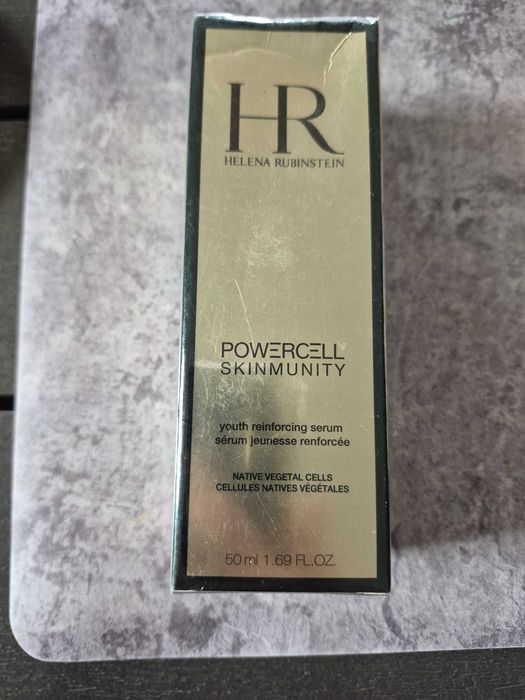 HR
HELENA RUBINSTEIN
POWERCELL
SKINMUNITY
youth reinforcing serum
sérum jeunesse renforcée
NATIVE VEGETAL CELLS
CELLULES NATIVES VÉGÉTALES
50 ml 1.69 FL.OZ.